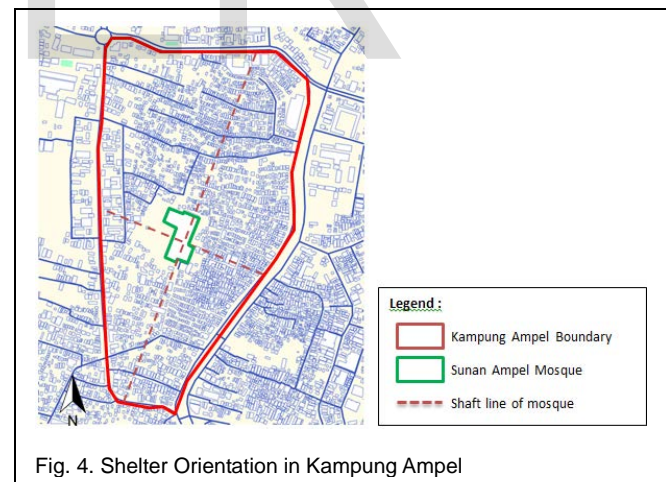 Legend :
Kampung Ampel Boundary
Sunan Ampel Mosque
Shaft line of mosque
N
Fig. 4. Shelter Orientation in Kampung Ampel